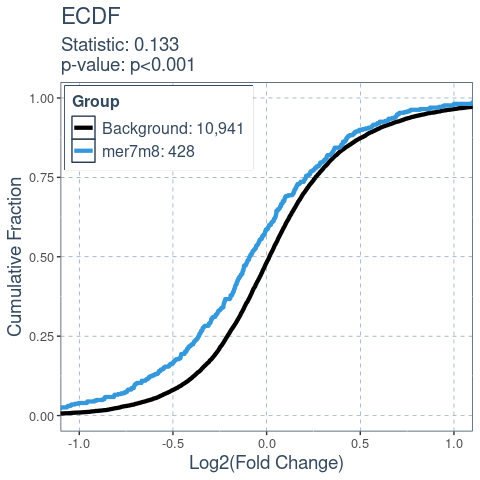 ECDF
Statistic: 0.133
p-value: p<0.001
Group
Background: 10,941
mer7m8: 428
Cumulative Fraction
1.00
0.75
0.50
0.25
0.00
-1.0 -0.5 0.0 0.5 1.0
Log2(Fold Change)